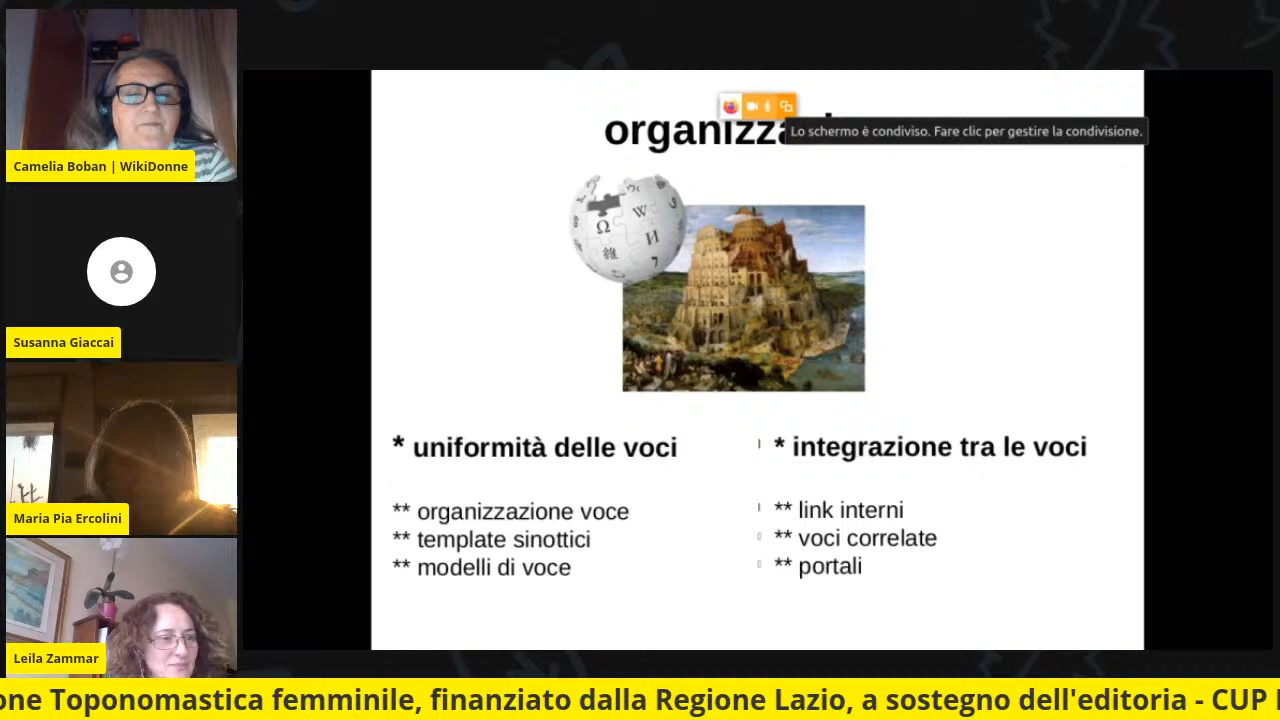 Camelia Boban | WikiDonne
Susanna Giaccai
Maria Pia Ercolini
Leila Zammar
Lo schermo è condiviso. Fare clic per gestire la condivisione.
Ω W И 維
* uniformità delle voci
** organizzazione voce
** template sinottici
** modelli di voce
* integrazione tra le voci
** link interni
** voci correlate
** portali
Toponomastica femminile, finanziato dalla Regione Lazio, a sostegno dell'editoria - CUP